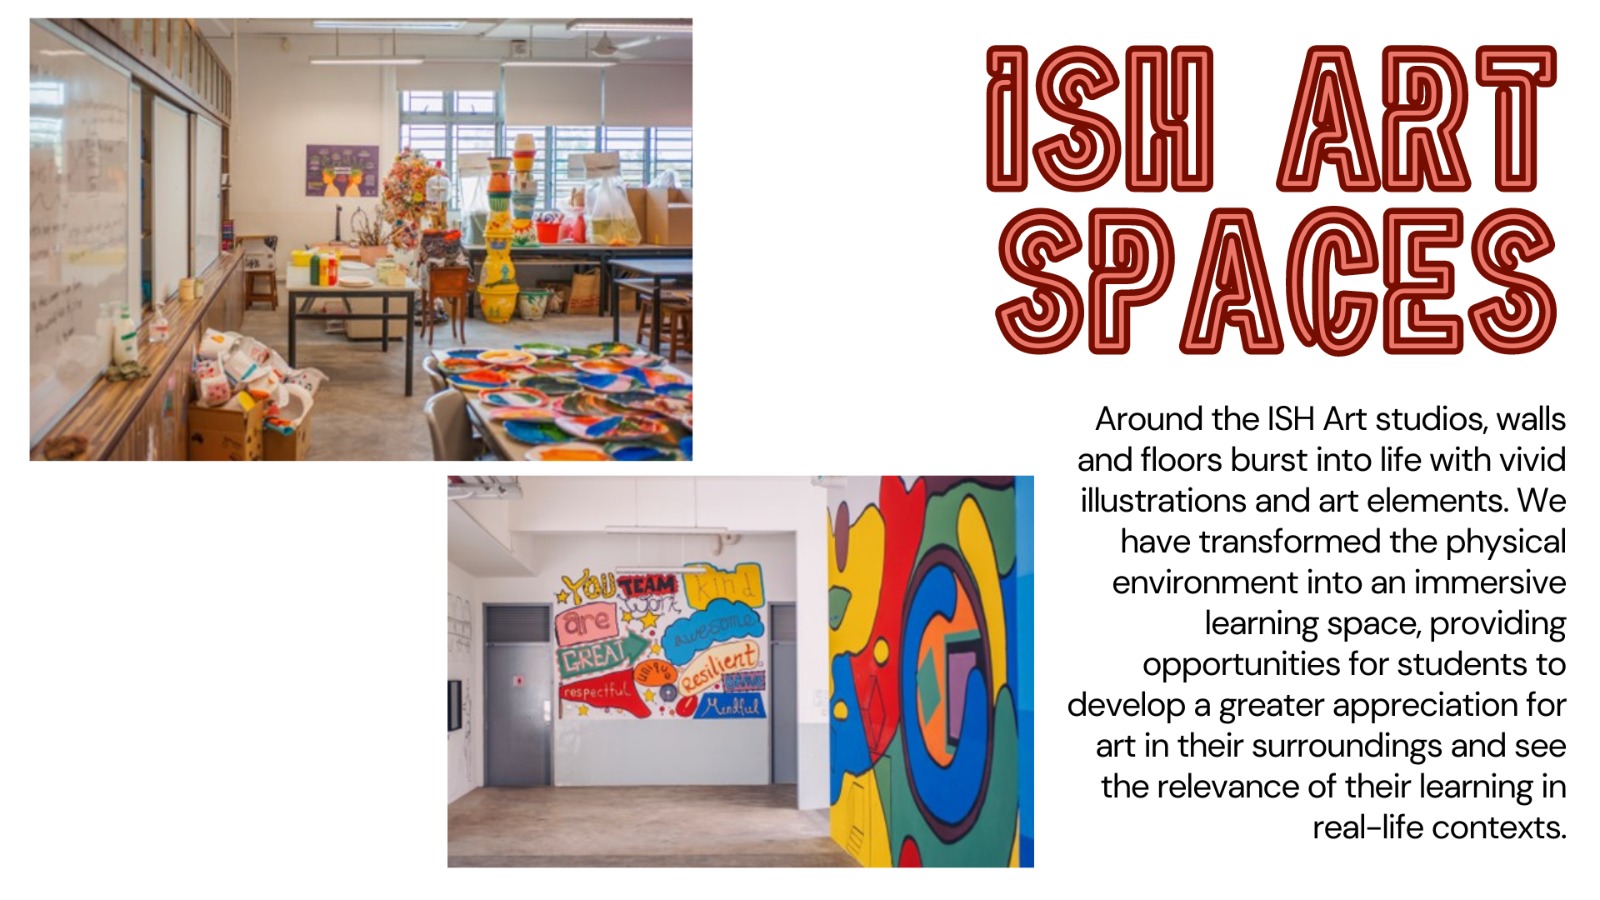 ISH ART
SPACES
Around the ISH Art studios, walls
and floors burst into life with vivid
illustrations and art elements. We
have transformed the physical
environment into an immersive
learning space, providing
opportunities for students to
develop a greater appreciation for
art in their surroundings and see
the relevance of their learning in
real-life contexts.
You TEAM Kind
work
are
awesome
GREAT
unique
Resilient
respectful
Mindful